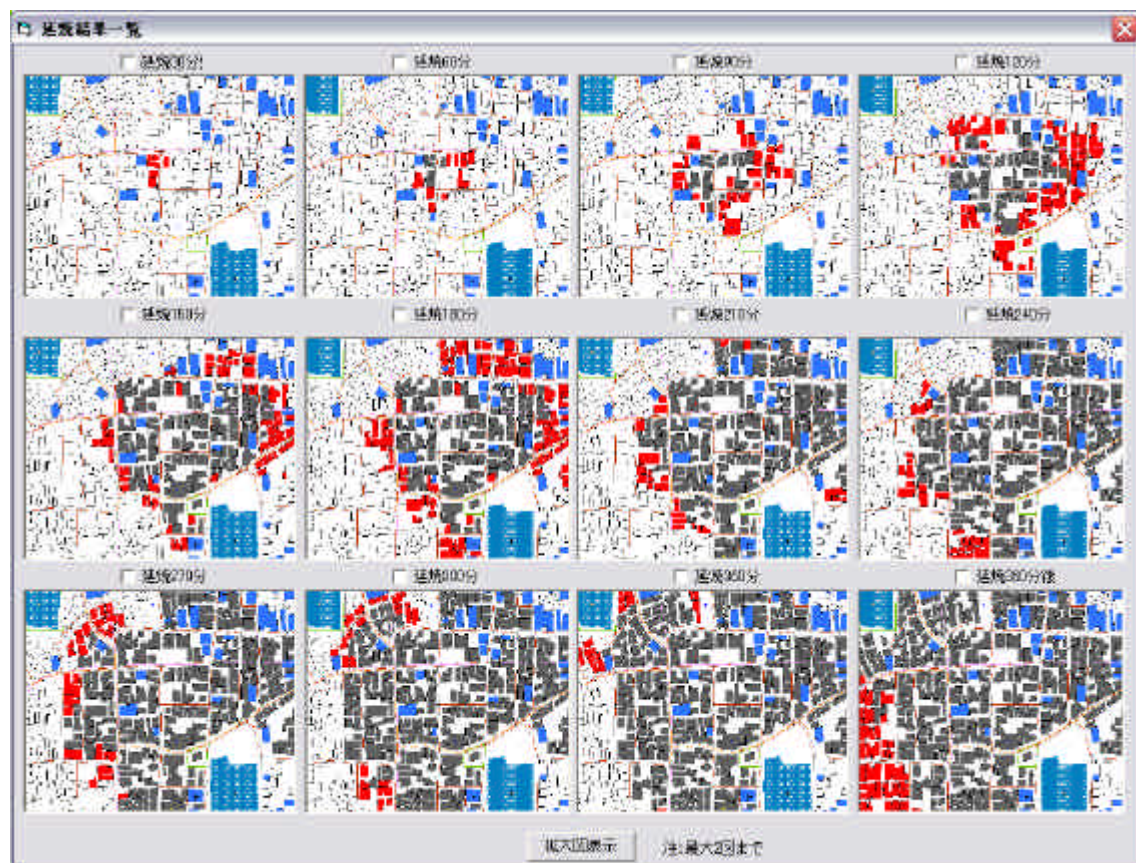 延焼結果一覧
延焼30分
延焼60分
延焼90分
延焼120分
延焼150分
延焼180分
延焼210分
延焼240分
延焼270分
延焼300分
延焼360分
延焼360分後
拡大図表示
注:最大2図まで